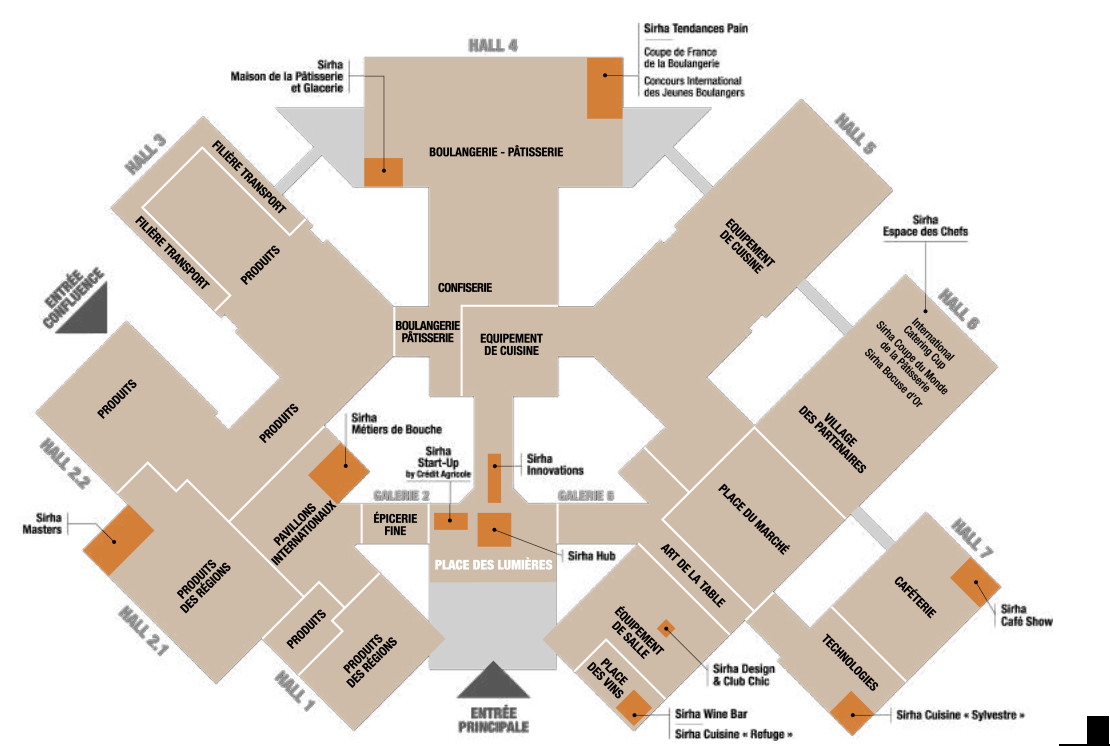 HALL 4
Sirha Tendances Pain
Coupe de France
de la Boulangerie
Concours International
des Jeunes Boulangers
Sirha
Maison de la Pâtisserie
et Glacerie
BOULANGERIE - PÂTISSERIE
HALL 3
FILIÈRE TRANSPORT
FILIÈRE TRANSPORT
PRODUITS
HALL 5
EQUIPEMENT
DE CUISINE
Sirha
Espace des Chefs
ENTRÉE
CONFLUENCE
CONFISERIE
BOULANGERIE
PÂTISSERIE
EQUIPEMENT
DE CUISINE
HALL 6
International
Catering Cup
Sirha Coupe du Monde
de la Pâtisserie
Sirha Bocuse d'Or
VILLAGE
DES PARTENAIRES
PRODUITS
PRODUITS
HALL 2.2
Sirha
Métiers de Bouche
Sirha
Start-Up
by Crédit Agricole
Sirha
Innovations
GALERIE 2
GALERIE 6
PAVILLONS
INTERNATIONAUX
ÉPICERIE
FINE
Sirha Hub
PLACE DES LUMIÈRES
PLACE DU MARCHÉ
ART DE LA TABLE
Sirha
Masters
PRODUITS
DES RÉGIONS
HALL 2.1
PRODUITS
PRODUITS
DES RÉGIONS
HALL 1
ENTRÉE
PRINCIPALE
ÉQUIPEMENT
DE SALLE
PLACE
DES VINS
Sirha Design
& Club Chic
Sirha Wine Bar
Sirha Cuisine « Refuge »
HALL 7
CAFÉTERIE
Sirha
Café Show
TECHNOLOGIES
Sirha Cuisine « Sylvestre »